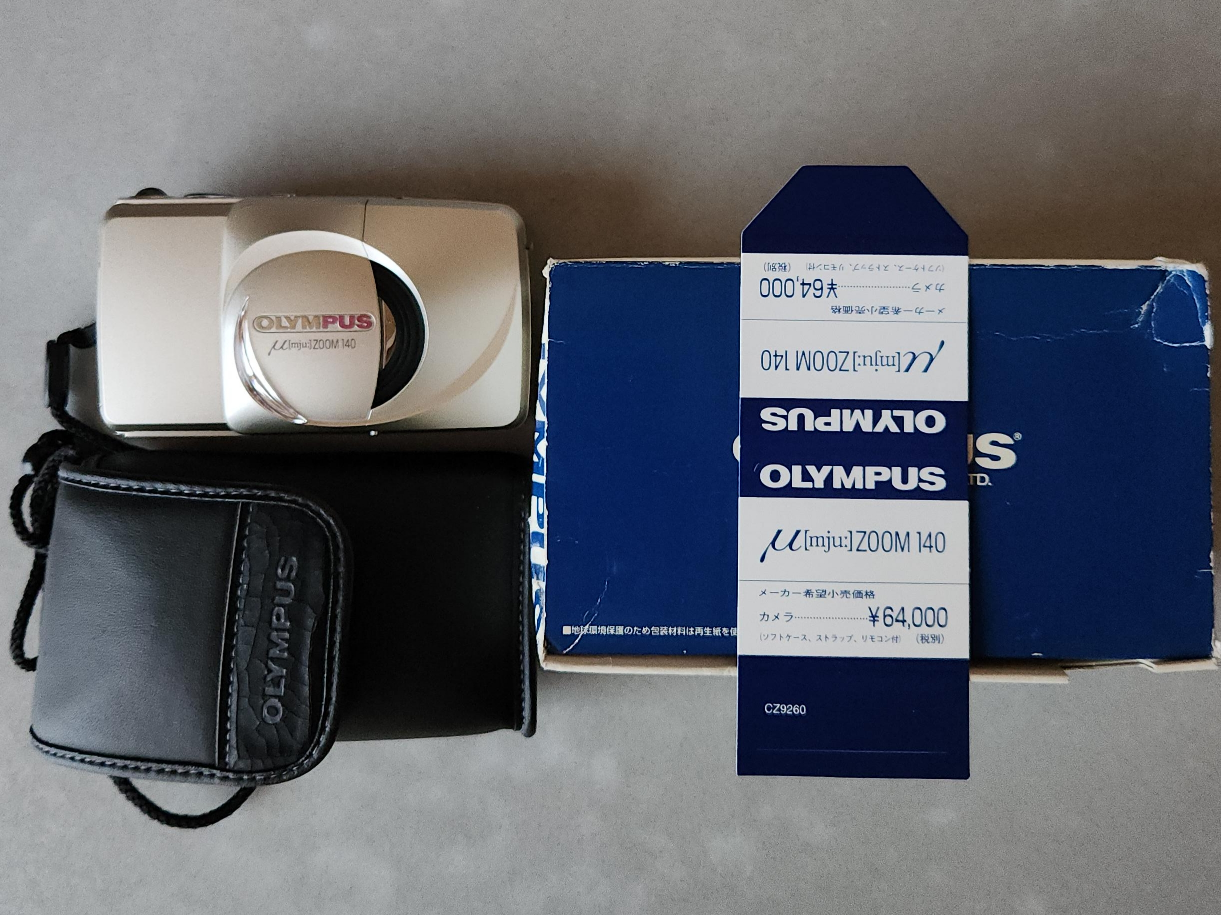 OLYMPUS
μ[mju:]ZOOM 140
OLYMPUS
■地球環境保護のため包装材料は再生紙を使
S®
TD.
メーカー希望小売価格
カメラ……………¥64,000
(ソフトケース、ストラップ、リモコン付) (税別)
μ[mju:]ZOOM 140
OLYMPUS
OLYMPUS
μ[mju:]ZOOM 140
メーカー希望小売価格
カメラ……………¥64,000
(ソフトケース、ストラップ、リモコン付) (税別)
CZ9260